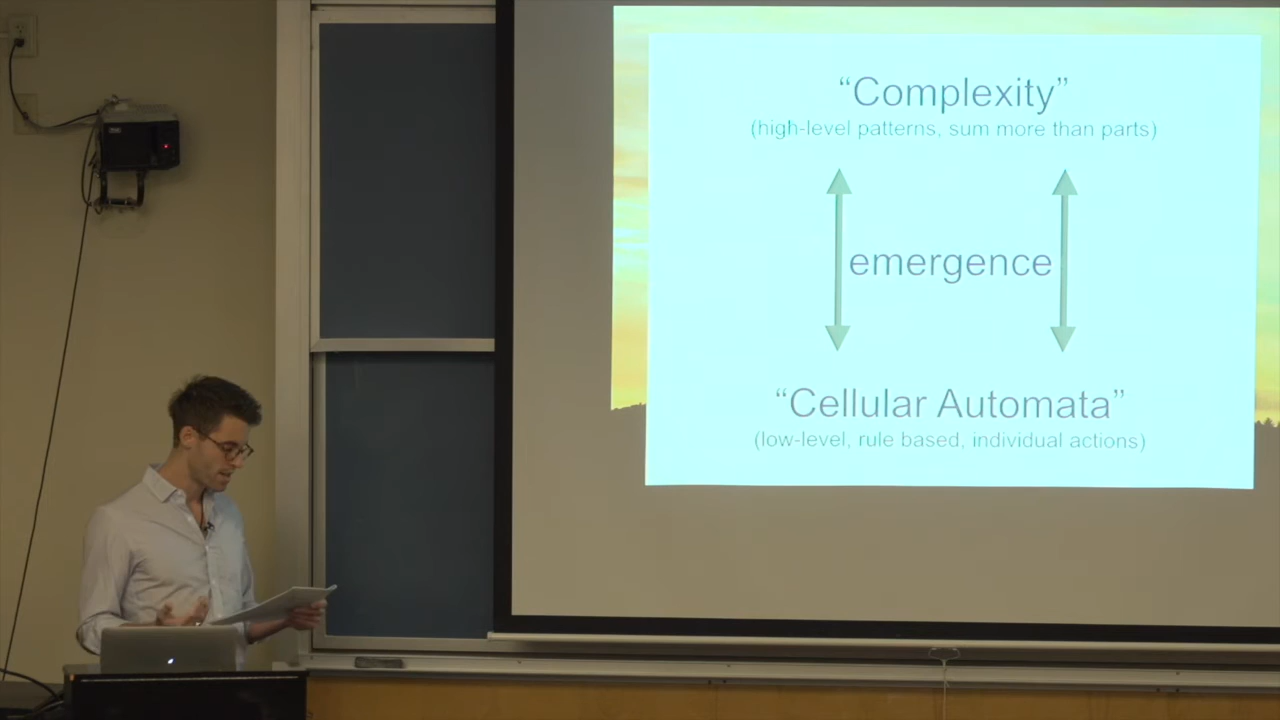 “Complexity”
(high-level patterns, sum more than parts)
emergence
“Cellular Automata”
(low-level, rule based, individual actions)